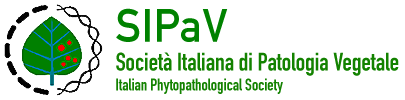 SIPaV
Società Italiana di Patologia Vegetale
Italian Phytopathological Society